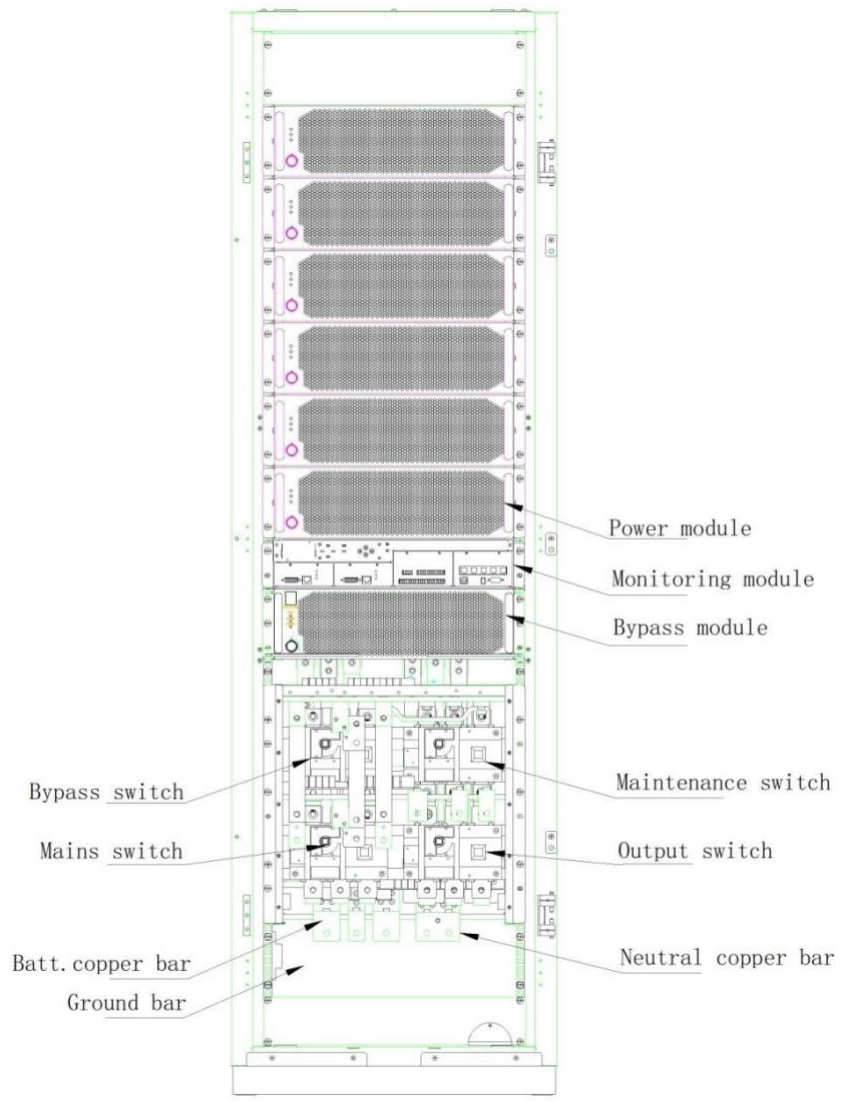 Power module
Monitoring module
Bypass module
Bypass switch
Maintenance switch
Mains switch
Output switch
Batt.copper bar
Neutral copper bar
Ground bar